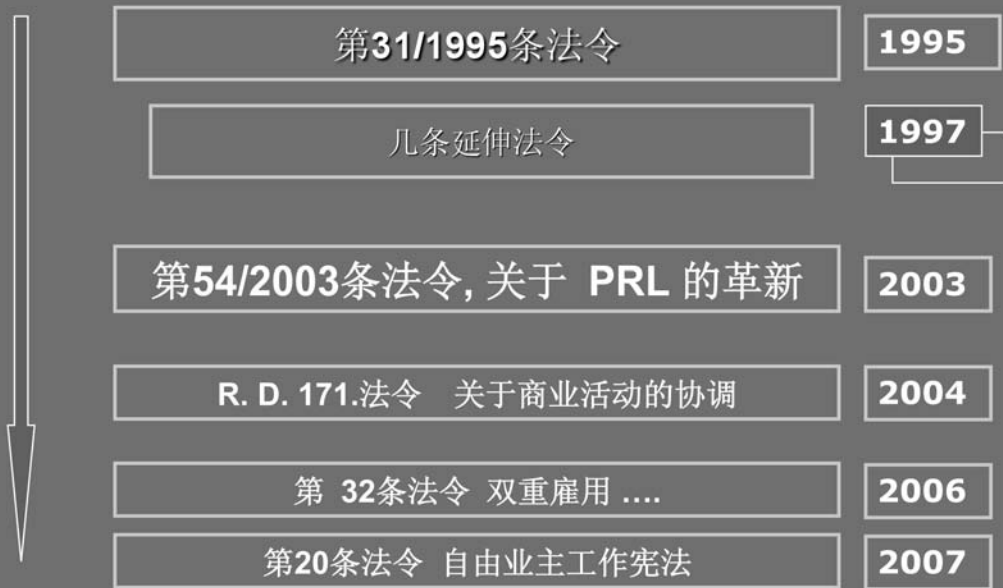 第31/1995条法令 1995
几条延伸法令 1997
第54/2003条法令, 关于 PRL 的革新 2003
R. D. 171.法令 关于商业活动的协调 2004
第 32条法令 双重雇用 .... 2006
第20条法令 自由业主工作宪法 2007